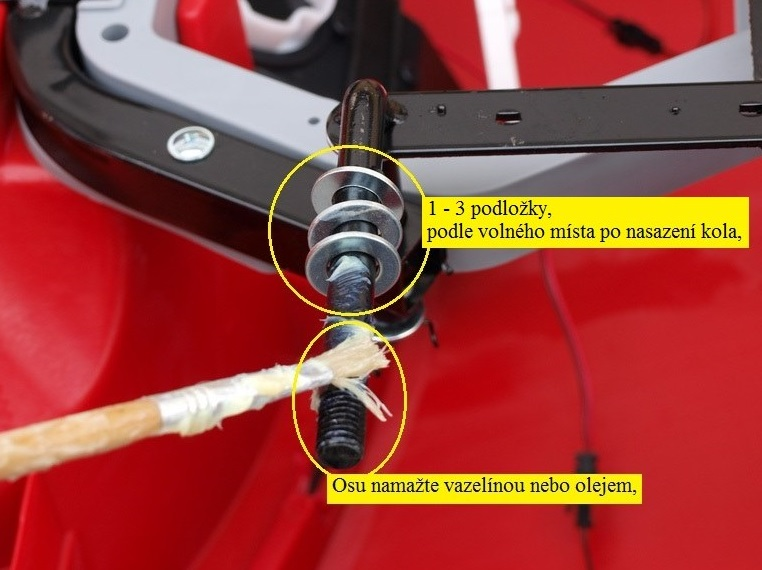 1 - 3 podložky,
podle volného místa po nasazení kola,
Osu namažte vazelínou nebo olejem,